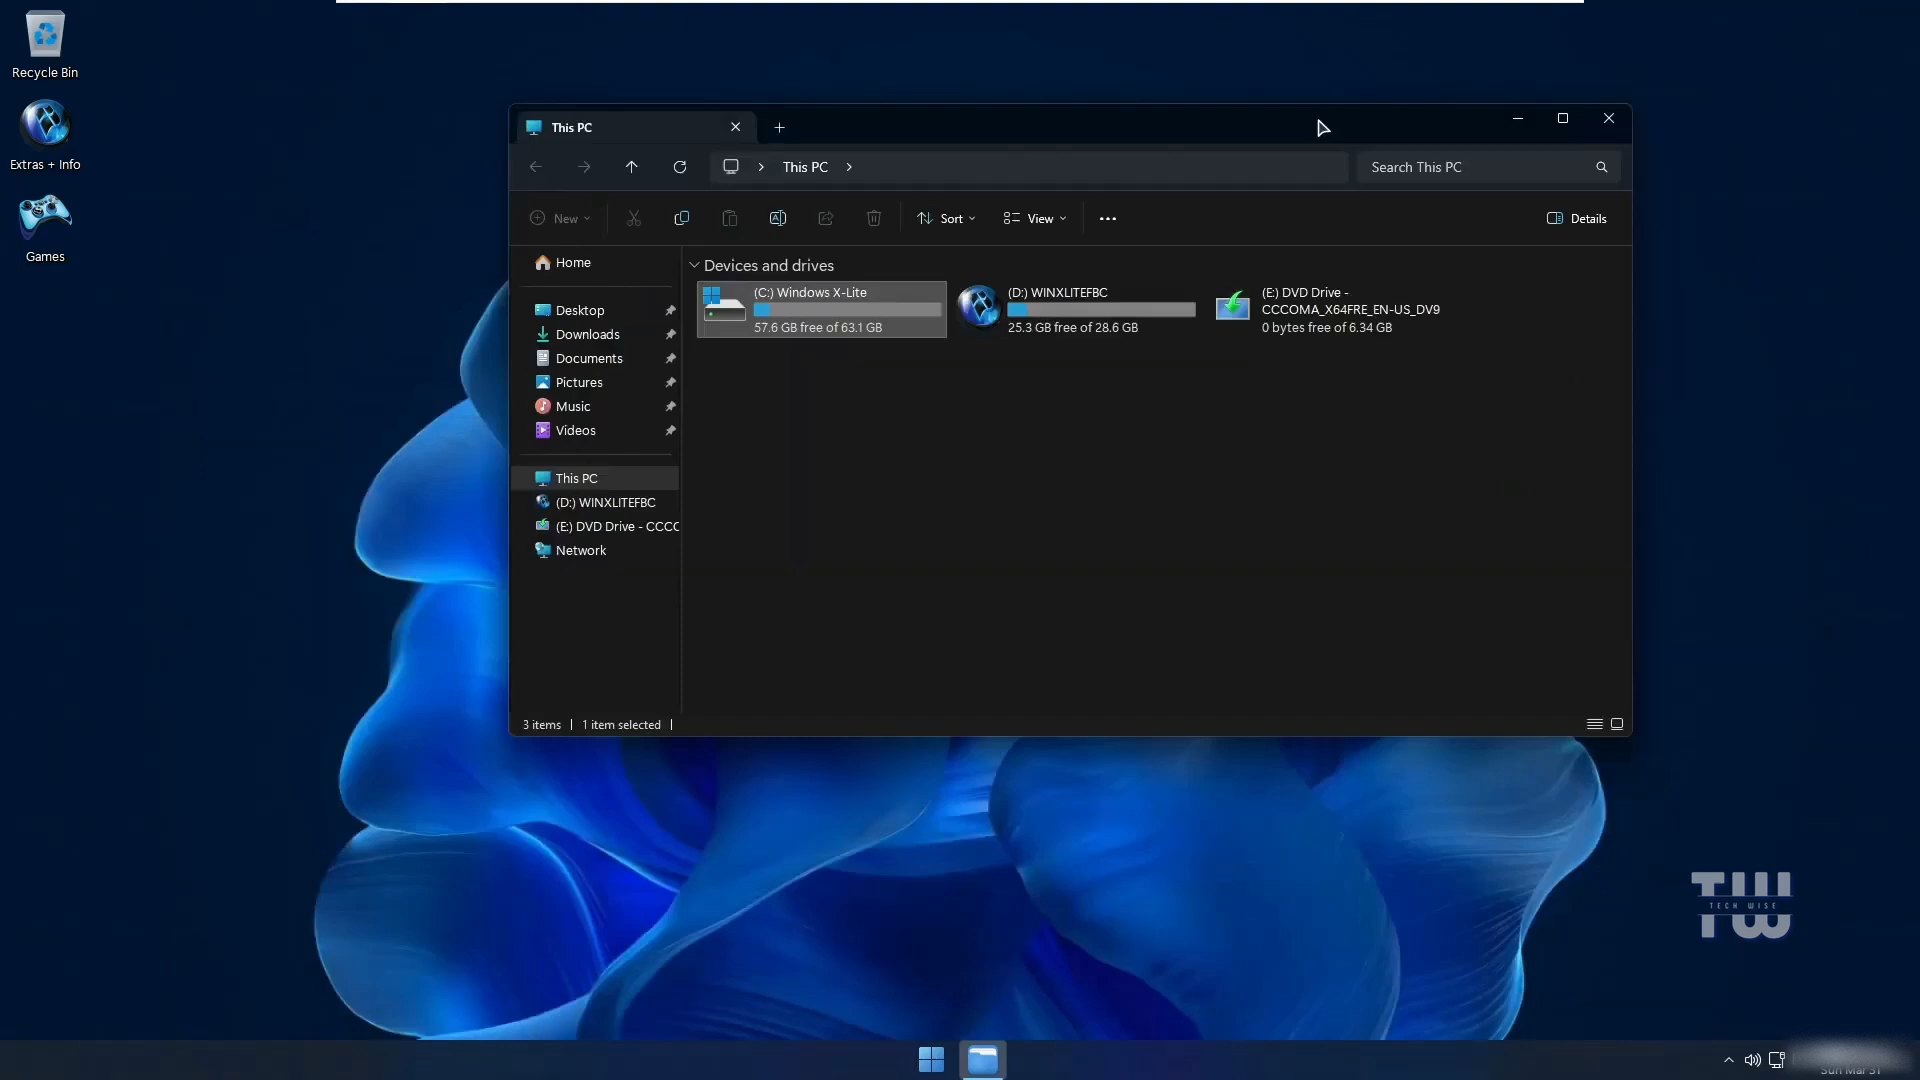 Recycle Bin
Extras + Info
Games
This PC
This PC
Search This PC
New
Sort
View
Details
Home
Desktop
Downloads
Documents
Pictures
Music
Videos
This PC
(D:) WINXLITEFBC
(E:) DVD Drive - CCCC
Network
Devices and drives
(C:) Windows X-Lite
57.6 GB free of 63.1 GB
(D:) WINXLITEFBC
25.3 GB free of 28.6 GB
(E:) DVD Drive -
CCCOMA_X64FRE_EN-US_DV9
0 bytes free of 6.34 GB
3 items
1 item selected
TW
TECH WISE
Sun Mar 31